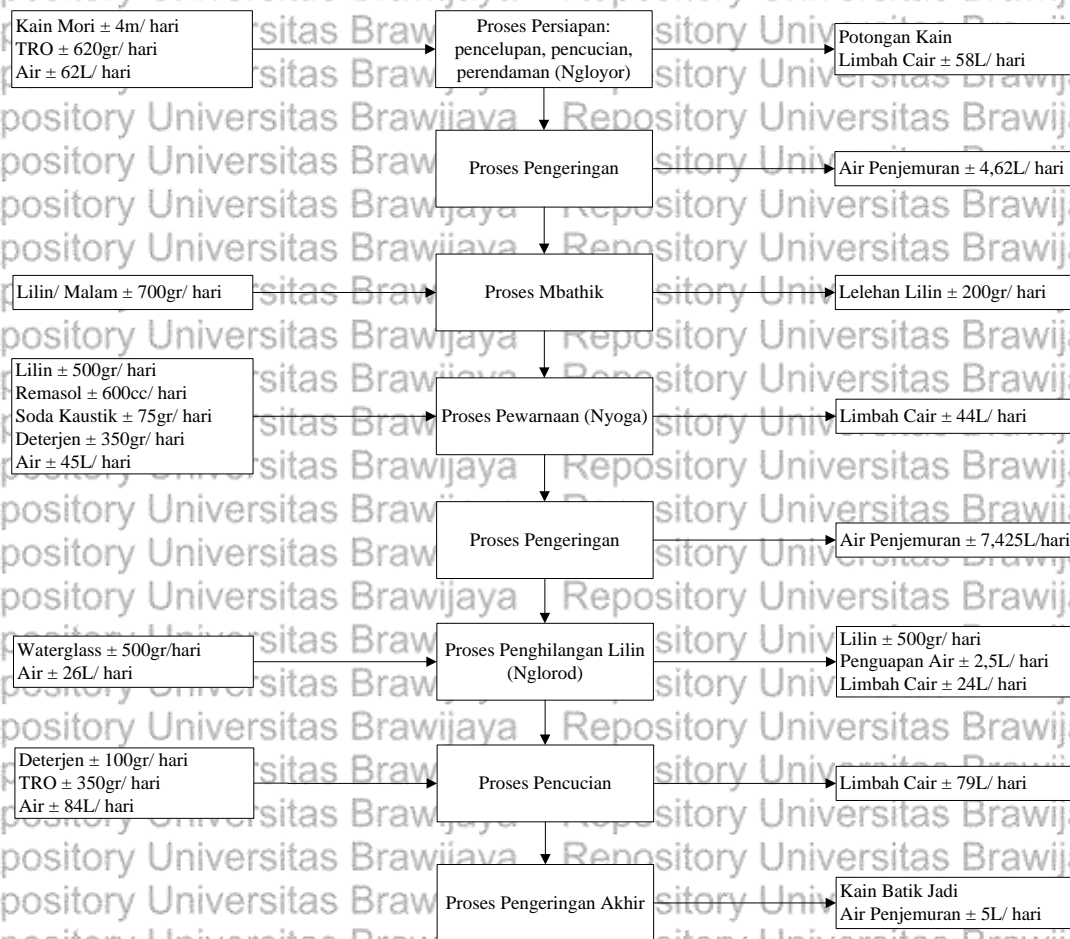 Kain Mori ± 4m/ hari
TRO ± 620gr/ hari
Air ± 62L/ hari
Proses Persiapan:
pencelupan, pencucian,
perendaman (Ngloyor)
Potongan Kain
Limbah Cair ± 58L/ hari
Proses Pengeringan
Air Penjemuran ± 4,62L/ hari
Lilin/ Malam ± 700gr/ hari
Proses Mbathik
Lelehan Lilin ± 200gr/ hari
Lilin ± 500gr/ hari
Remasol ± 600cc/ hari
Soda Kaustik ± 75gr/ hari
Deterjen ± 350gr/ hari
Air ± 45L/ hari
Proses Pewarnaan (Nyoga)
Limbah Cair ± 44L/ hari
Proses Pengeringan
Air Penjemuran ± 7,425L/hari
Waterglass ± 500gr/hari
Air ± 26L/ hari
Proses Penghilangan Lilin
(Nglorod)
Lilin ± 500gr/ hari
Penguapan Air ± 2,5L/ hari
Limbah Cair ± 24L/ hari
Deterjen ± 100gr/ hari
TRO ± 350gr/ hari
Air ± 84L/ hari
Proses Pencucian
Limbah Cair ± 79L/ hari
Proses Pengeringan Akhir
Kain Batik Jadi
Air Penjemuran ± 5L/ hari